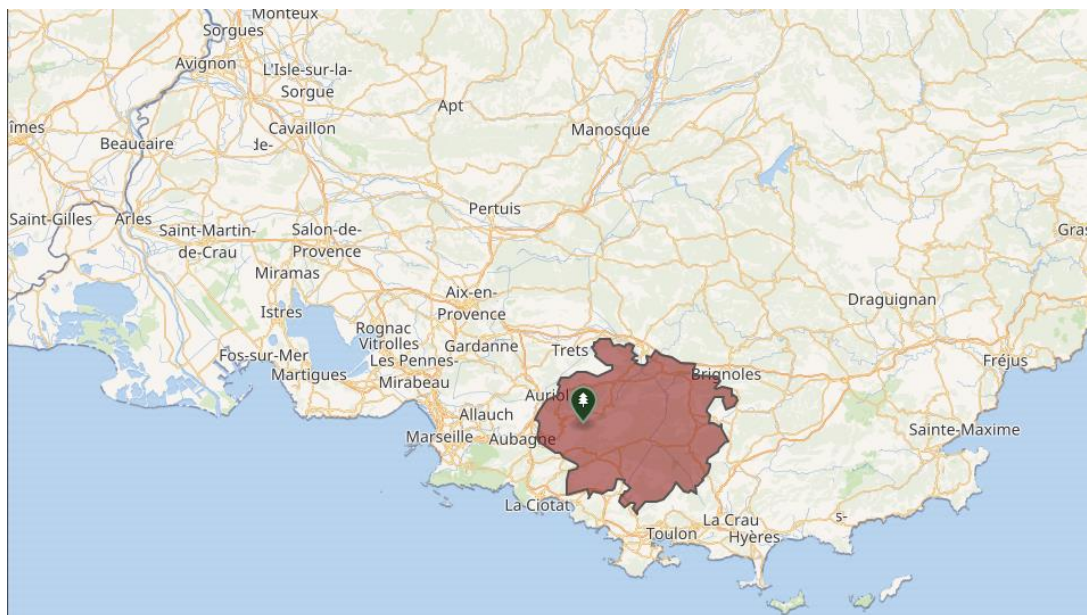 Monteux
Sorgues
Avignon
L'Isle-sur-la-
Sorgue
Apt
îmes
Cavaillon
Manosque
Beaucaire
de-
Pertuis
Saint-Gilles
Arles
Saint-Martin-
de-Crau
Salon-de-
Provence
Gras
Miramas
Aix-en-
Provence
Draguignan
Istres
Rognac
Vitrolles
Gardanne
Trets
Fos-sur-Mer
Les Pennes-
Mirabeau
Fréjus
Martigues
Brignoles
Auriol
Allauch
Marseille
Aubagne
Sainte-Maxime
La Ciotat
La Crau
s-
Toulon
Hyères